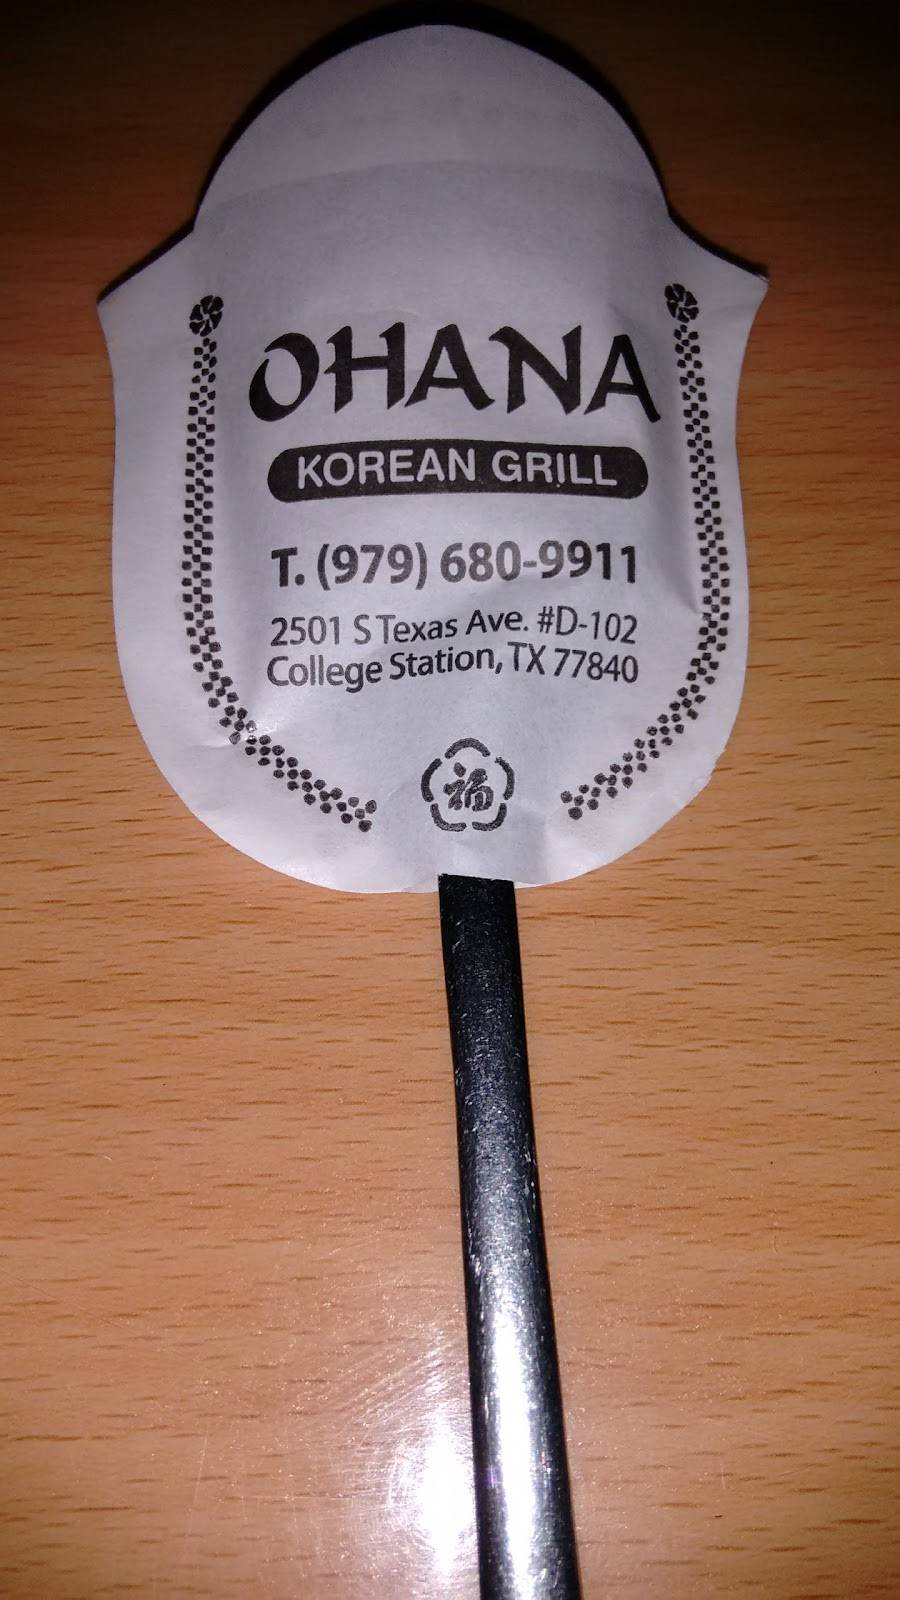 OHANA
KOREAN GRILL
T. (979) 680-9911
2501 S Texas Ave. #D-102
College Station, TX 77840
福